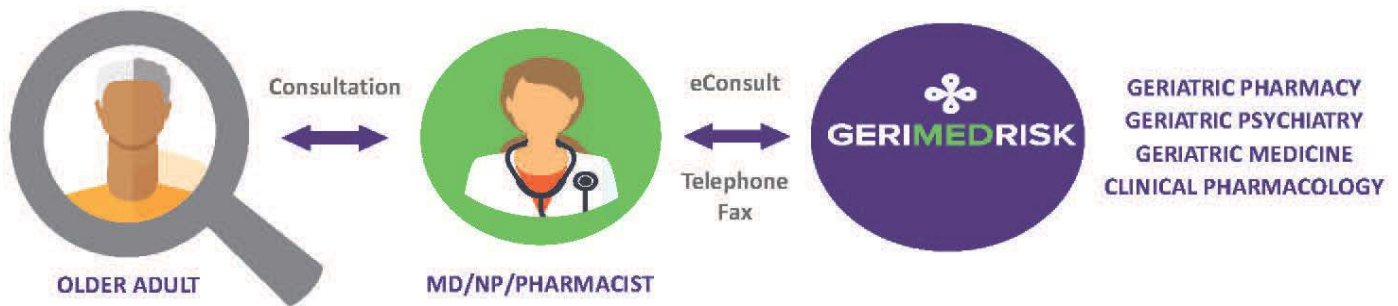 Consultation
OLDER ADULT
MD/NP/PHARMACIST
eConsult
Telephone
Fax
GERIMEDRISK
GERIATRIC PHARMACY
GERIATRIC PSYCHIATRY
GERIATRIC MEDICINE
CLINICAL PHARMACOLOGY